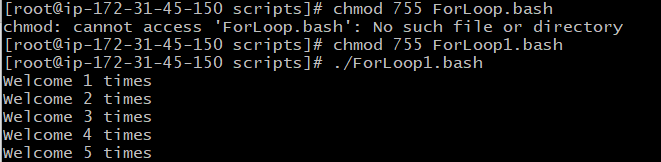 [root@ip-172-31-45-150 scripts]# chmod 755 ForLoop.bash
chmod: cannot access 'ForLoop.bash': No such file or directory
[root@ip-172-31-45-150 scripts]# chmod 755 ForLoop1.bash
[root@ip-172-31-45-150 scripts]# ./ForLoop1.bash
Welcome 1 times
Welcome 2 times
Welcome 3 times
Welcome 4 times
Welcome 5 times